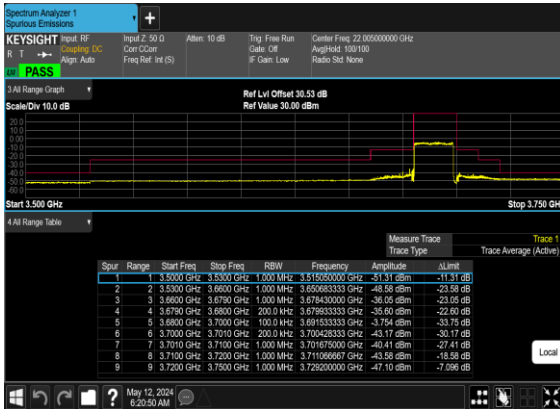 Spectrum Analyzer 1
Spurious Emissions
KEYSIGHT Input: RF Input Z: 50 Ω Atten: 10 dB Trig: Free Run Center Freq: 22.005000000 GHz
R T Coupling: DC Corr CCorr Gate: Off Avg|Hold: 100/100
Align: Auto Freq Ref: Int (S) IF Gain: Low Radio Std: None
PASS
3 All Range Graph
Ref Lvl Offset 30.53 dB
Scale/Div 10.0 dB Ref Value 30.00 dBm
20.0
10.0
0.00
-10.0
-20.0
-30.0
-40.0
-50.0
-60.0
Start 3.500 GHz Stop 3.750 GH
4 All Range Table
Measure Trace Trace 1
Trace Type Trace Average (Active)
Spur Range Start Freq Stop Freq RBW Frequency Amplitude ΔLimit
1 1 3.5000 GHz 3.5300 GHz 1.000 MHz 3.515050000 GHz -51.31 dBm -11.31 dB
2 2 3.5300 GHz 3.6600 GHz 1.000 MHz 3.650683333 GHz -48.58 dBm -23.58 dB
3 3 3.6600 GHz 3.6790 GHz 1.000 MHz 3.678430000 GHz -36.05 dBm -23.05 dB
4 4 3.6790 GHz 3.6800 GHz 200.0 kHz 3.679933333 GHz -35.60 dBm -22.60 dB
5 5 3.6800 GHz 3.7000 GHz 100.0 kHz 3.691533333 GHz -3.754 dBm -33.75 dB
6 6 3.7000 GHz 3.7010 GHz 200.0 kHz 3.700428333 GHz -43.17 dBm -30.17 dB
7 7 3.7010 GHz 3.7100 GHz 1.000 MHz 3.701675000 GHz -40.41 dBm -27.41 dB
8 8 3.7100 GHz 3.7200 GHz 1.000 MHz 3.711066667 GHz -43.58 dBm -18.58 dB
9 9 3.7200 GHz 3.7500 GHz 1.000 MHz 3.729200000 GHz -47.10 dBm -7.096 dB
Local
May 12, 2024
6:20:50 AM